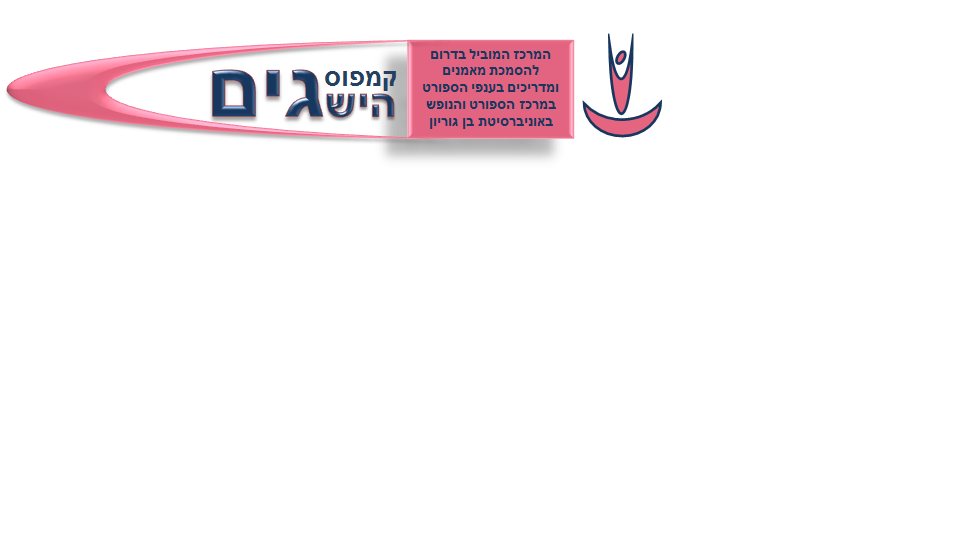 המרכז המוביל בדרום
להסמכת מאמנים
ומדריכים בענפי הספורט
במרכז הספורט והנופש
באוניברסיטת בן גוריון
קמפוס
הישגים